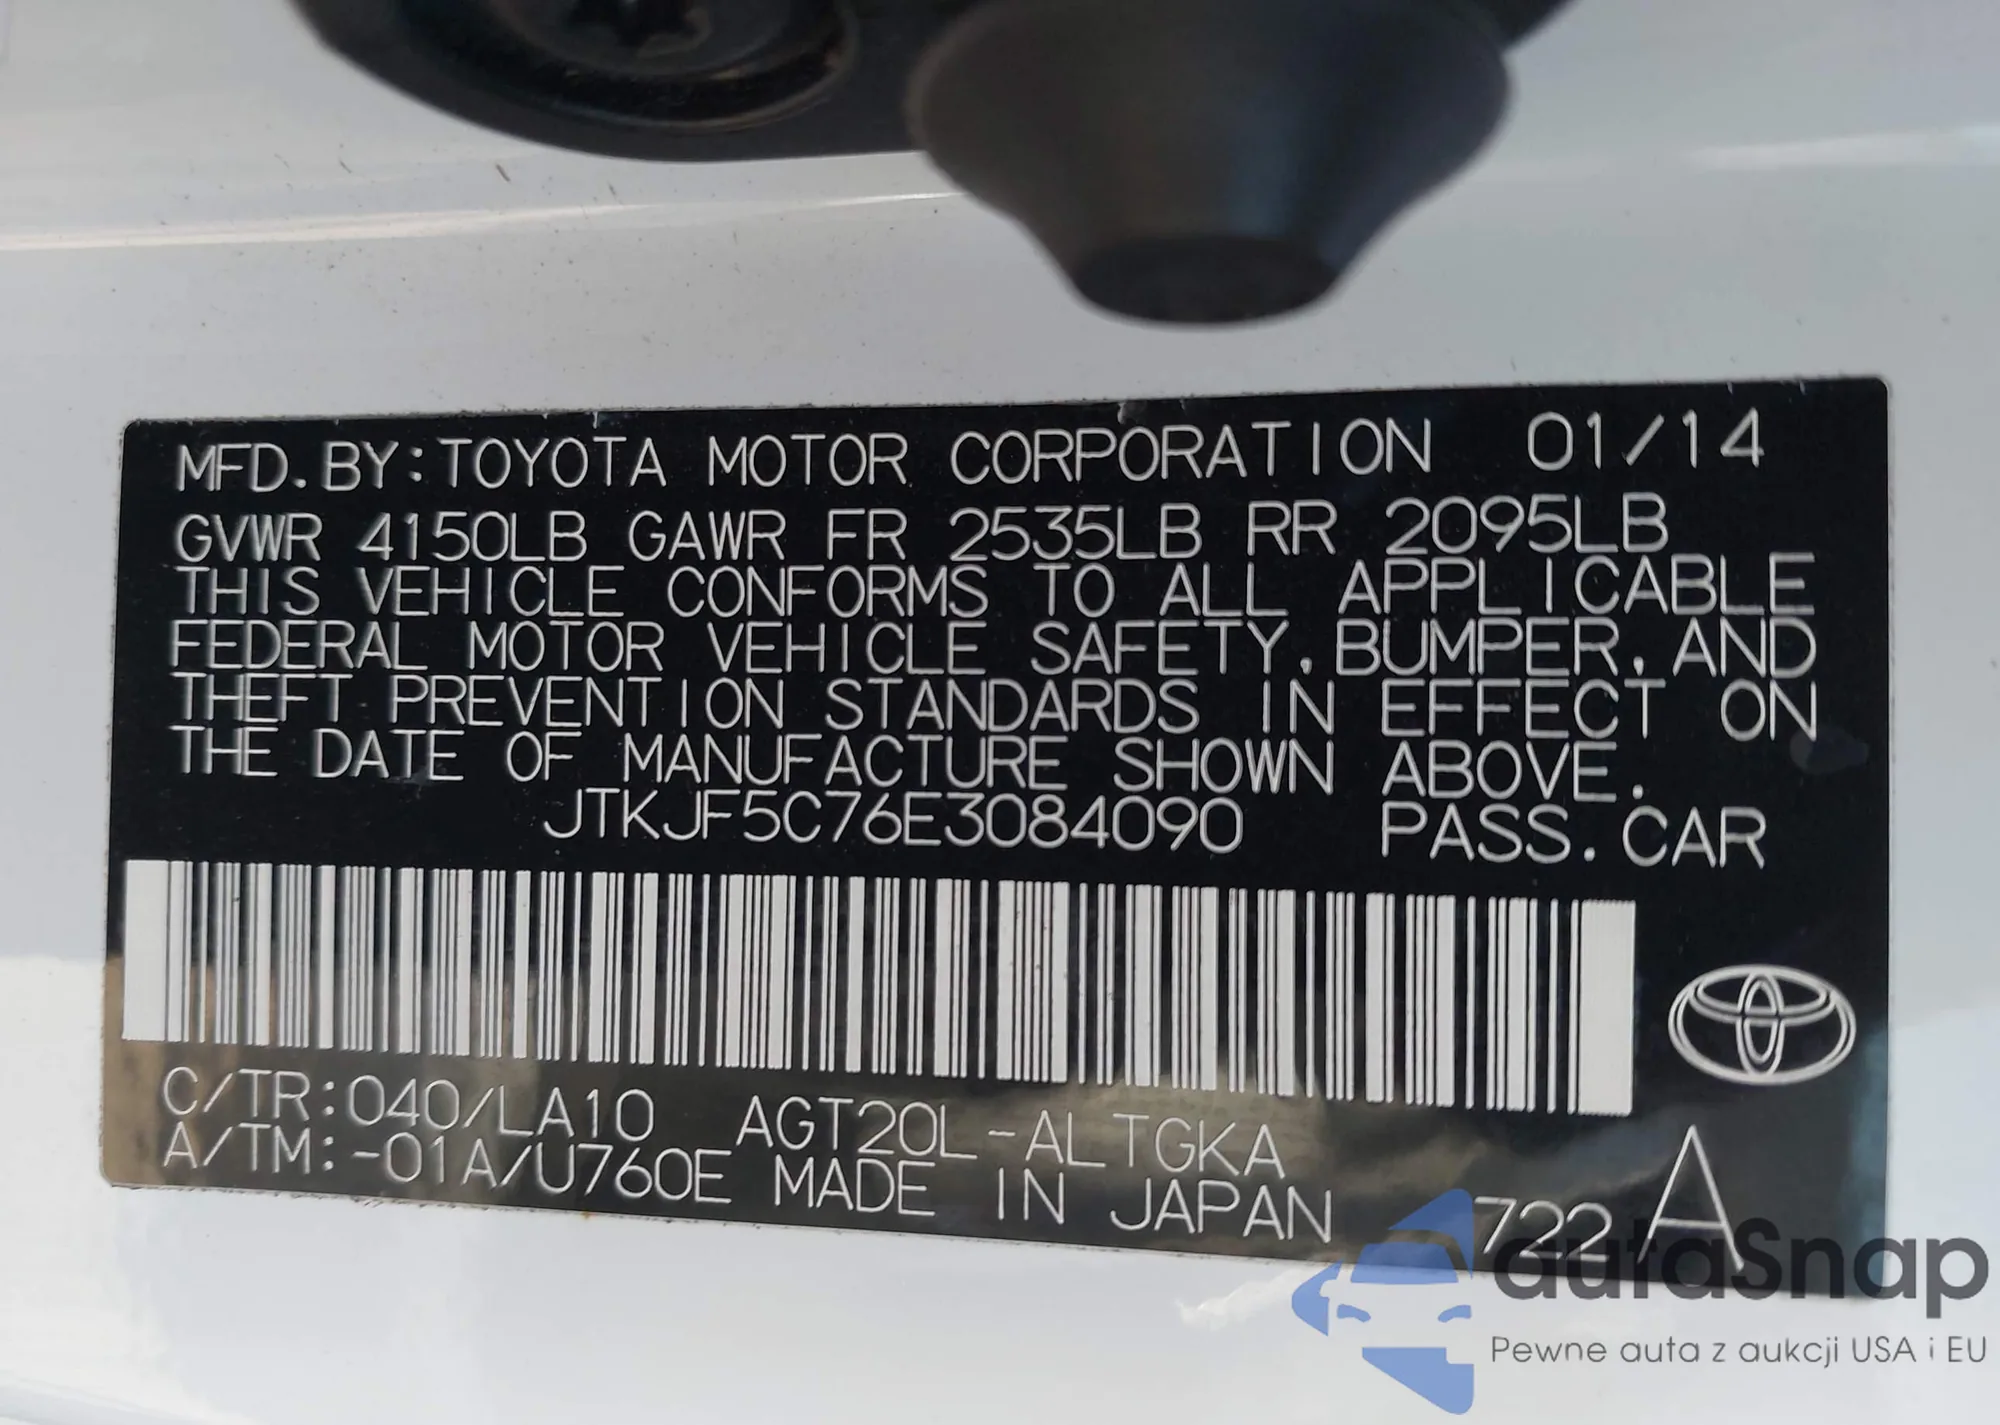 MFD. BY: TOYOTA MOTOR CORPORATION 01/14
GVWR 4150LB GAWR FR 2535LB RR 2095LB
THIS VEHICLE CONFORMS TO ALL APPLICABLE
FEDERAL MOTOR VEHICLE SAFETY, BUMPER, AND
THEFT PREVENTION STANDARDS IN EFFECT ON
THE DATE OF MANUFACTURE SHOWN ABOVE.
JTKJF5C76E3084090 PASS. CAR
C/TR:040/LA10 AGT20L-ALTGKA
A/TM:-01A/U760E MADE IN JAPAN 722 A
autaSnap
Pewne auta z aukcji USA i EU